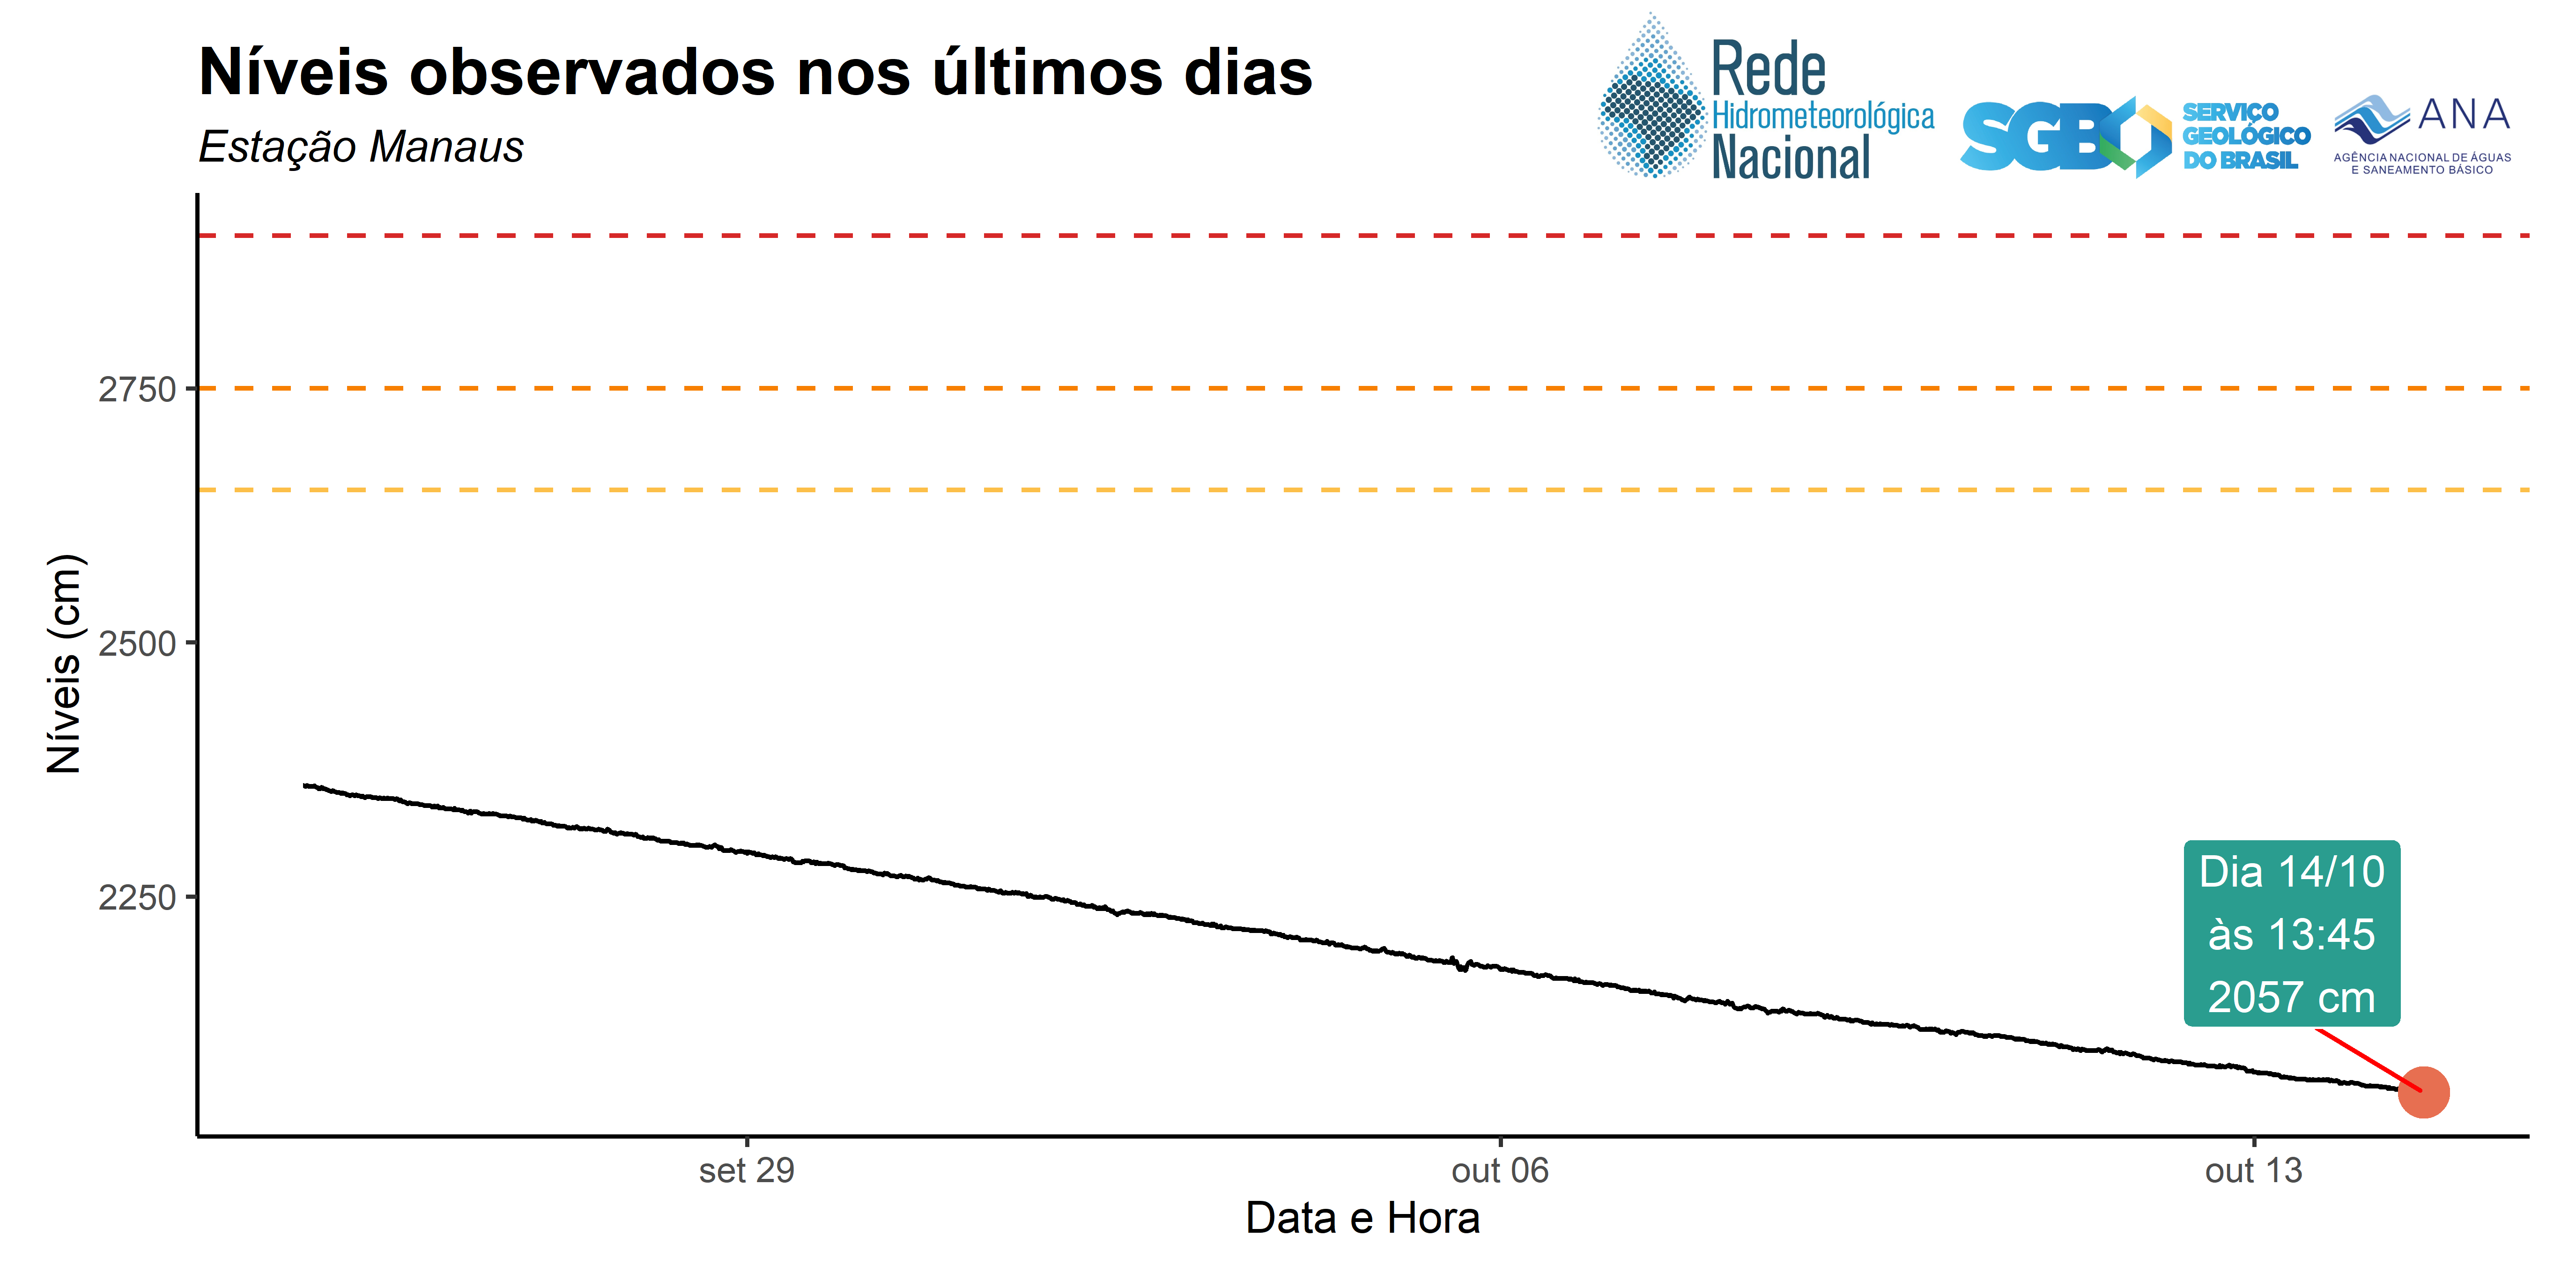 Níveis observados nos últimos dias
Estação Manaus
Rede
Hidrometeorológica
Nacional
SGB
SERVIÇO
GEOLÓGICO
DO BRASIL
ANA
AGÊNCIA NACIONAL DE ÁGUAS
E SANEAMENTO BÁSICO
Níveis (cm)
2750
2500
2250
Dia 14/10
às 13:45
2057 cm
set 29
out 06
out 13
Data e Hora